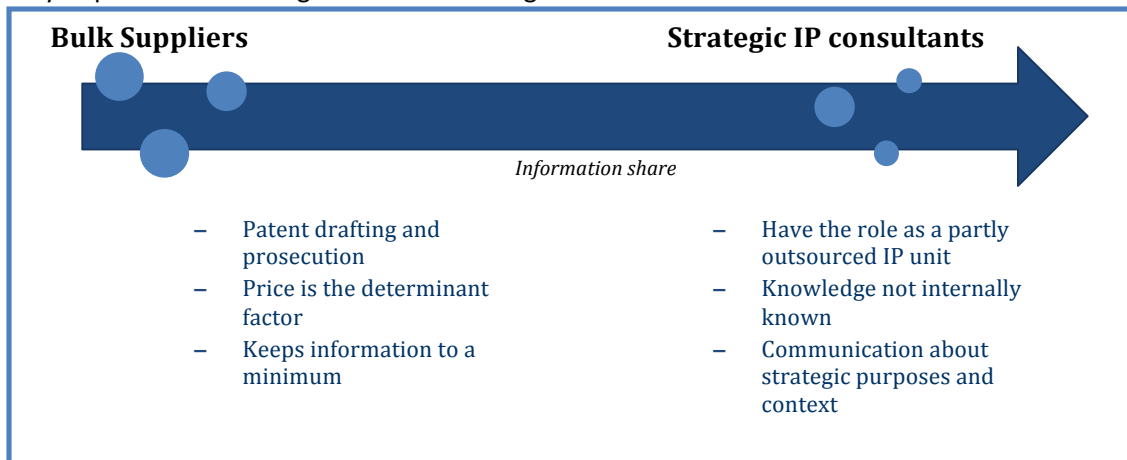 Bulk Suppliers
Strategic IP consultants
Information share
– Patent drafting and
prosecution
– Price is the determinant
factor
– Keeps information to a
minimum
– Have the role as a partly
outsourced IP unit
– Knowledge not internally
known
– Communication about
strategic purposes and
context